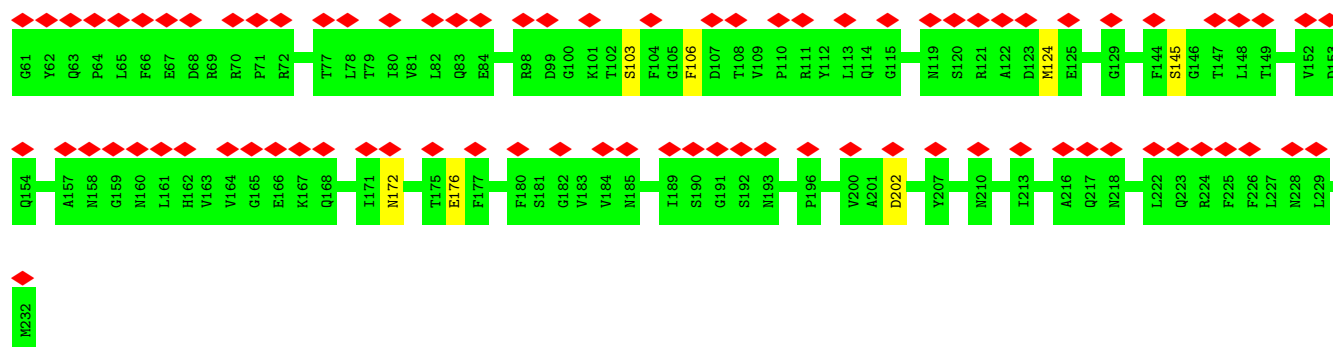 G61 Y62 Q63 P64 L65 F66 E67 D68 R69 R70 P71 R72 T77 L78 T79 I80 V81 L82 Q83 E84 R98 D99 G100 K101 T102 S103 F104 G105 F106 D107 T108 V109 P110 R111 Y112 L113 Q114 G115 N119 S120 R121 A122 D123 M124 E125 G129 F144 S145 G146 T147 L148 T149 V152 D153
Q154 A157 N158 G159 N160 L161 H162 V163 V164 G165 E166 K167 Q168 I171 N172 T175 E176 F177 F180 S181 G182 V183 V184 N185 I189 S190 G191 S192 N193 P196 V200 A201 D202 Y207 N210 I213 A216 Q217 N218 L222 Q223 R224 F225 F226 L227 N228 L229
M232